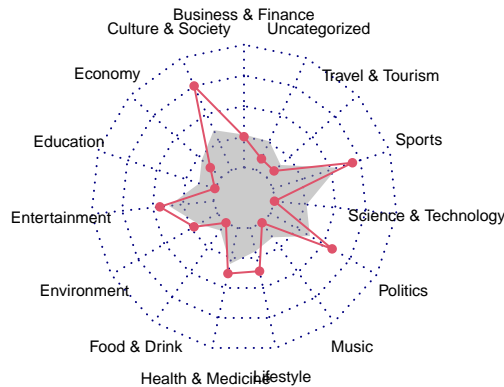 Business & Finance
Culture & Society
Uncategorized
Economy
Travel & Tourism
Education
Sports
Entertainment
Science & Technology
Environment
Politics
Food & Drink
Music
Health & Medicine
Lifestyle